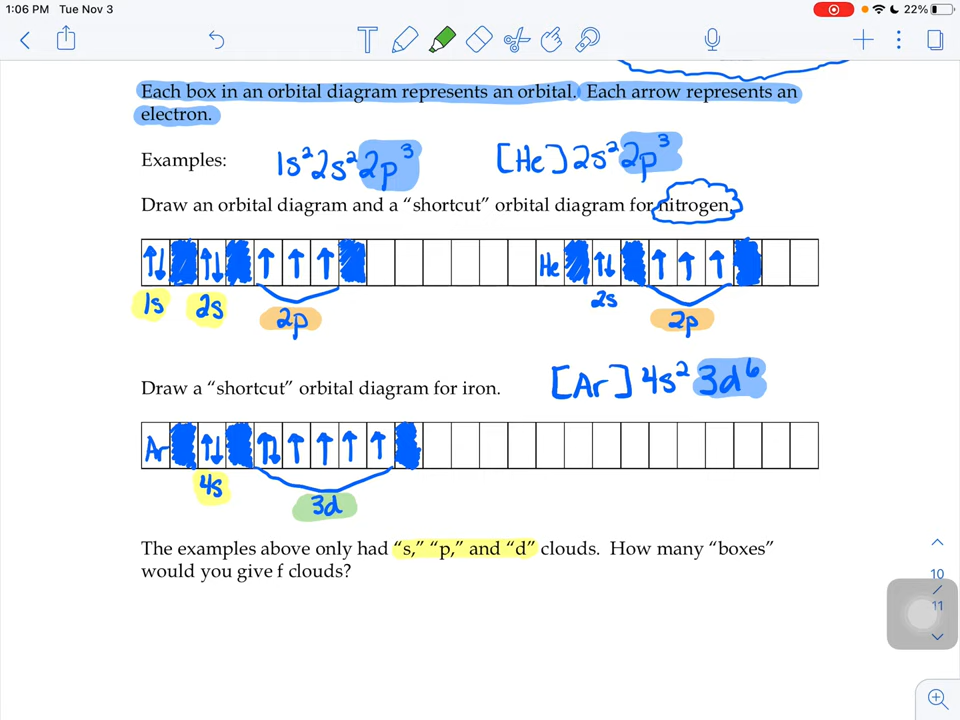 1:06 PM Tue Nov 3 22%
Each box in an orbital diagram represents an orbital. Each arrow represents an
electron.
Examples: 1s²2s²2p³ [He]2s²2p³
Draw an orbital diagram and a “shortcut” orbital diagram for nitrogen.
↑↓ ↑↓ ↑ ↑ ↑ He ↑↓ ↑ ↑ ↑
1s 2s 2p 2s 2p
Draw a “shortcut” orbital diagram for iron. [Ar]4s²3d⁶
Ar ↑↓ ↑↓ ↑ ↑ ↑ ↑
4s 3d
The examples above only had “s,” “p,” and “d” clouds. How many “boxes”
would you give f clouds?
10
/
11